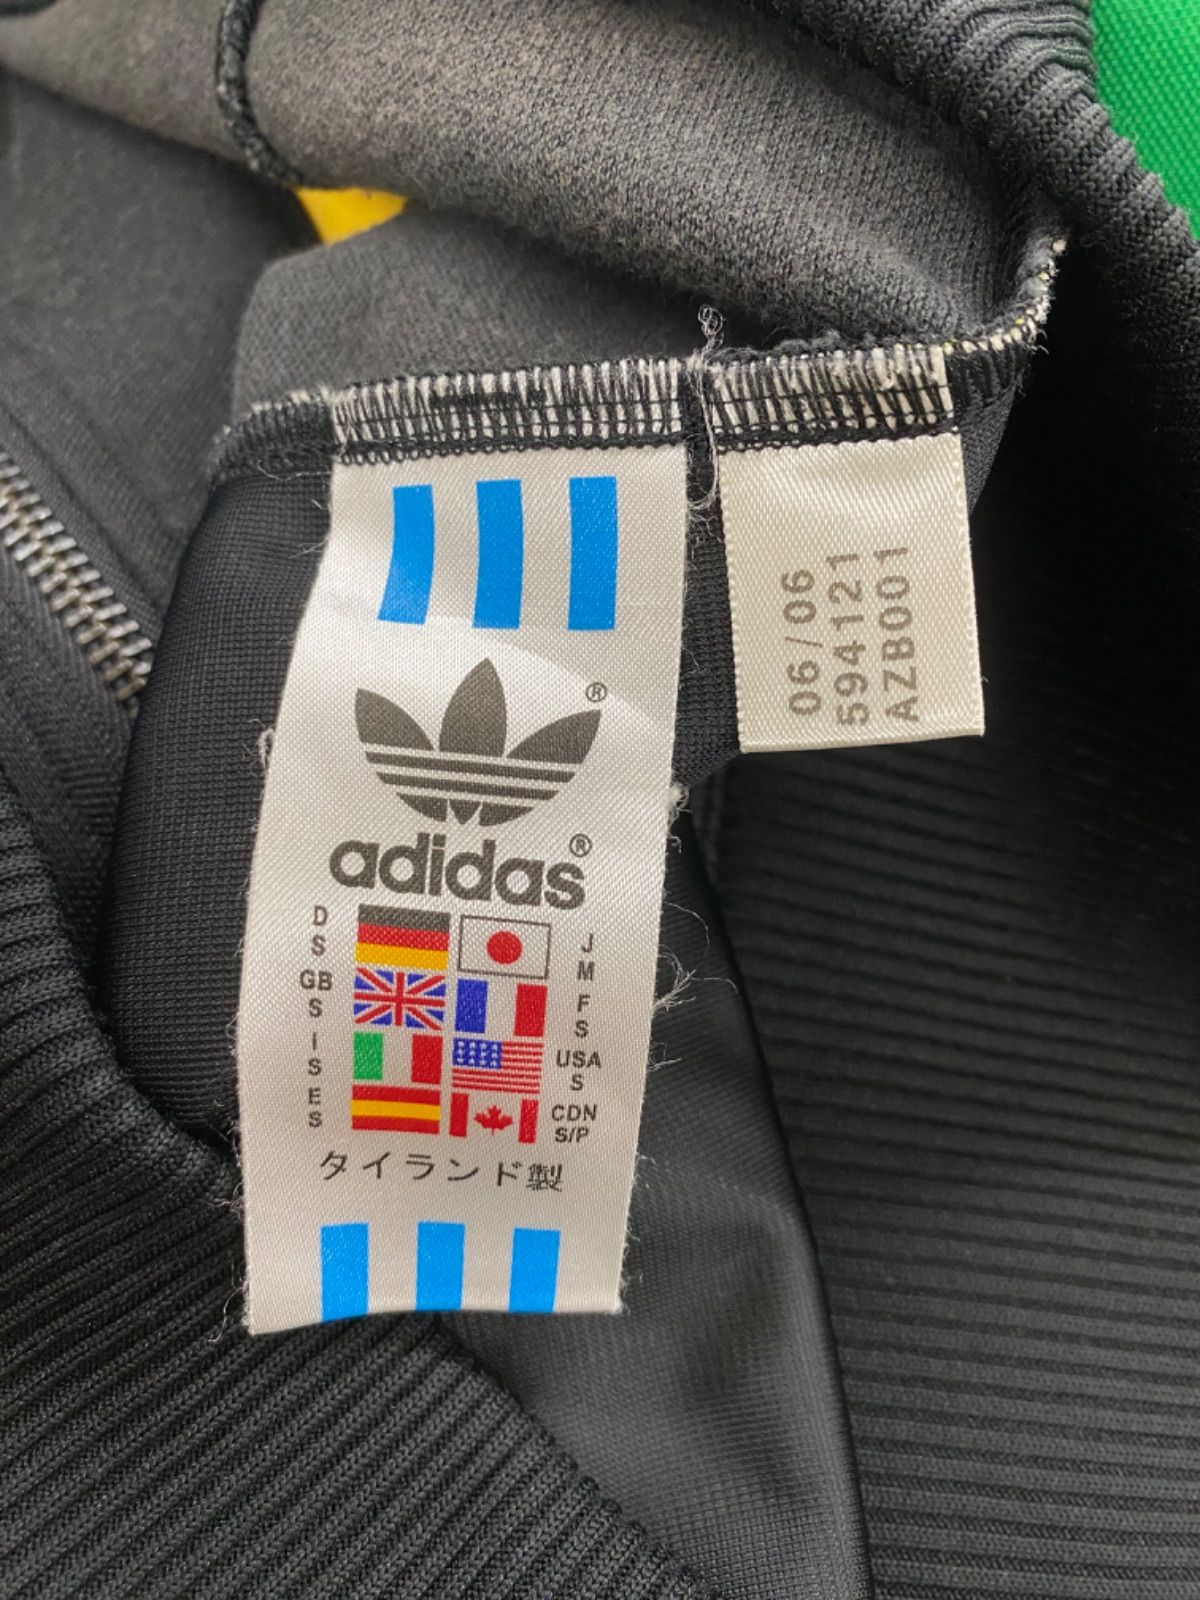 adidas
D
S
J
M
GB
S
F
S
I
S
USA
S
E
S
CDN
S/P
タイランド製
06/06
594121
AZB001